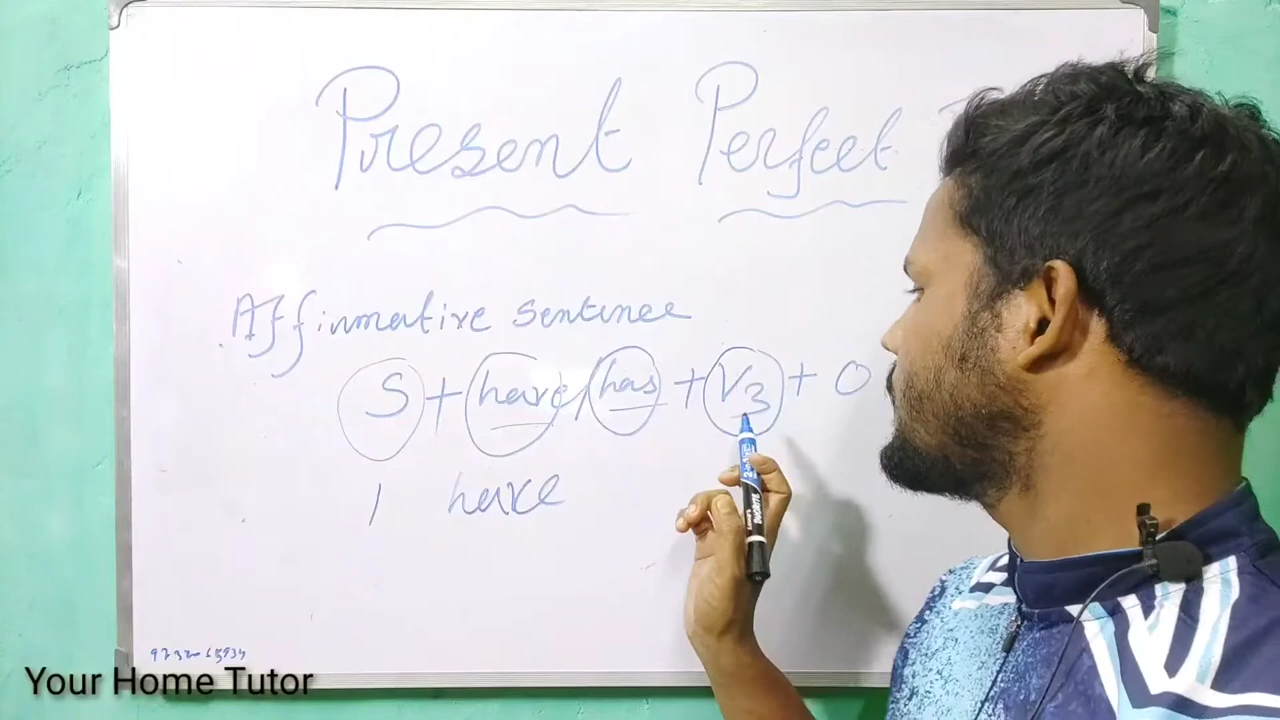 Present Perfect T
Affirmative Sentence
S + have/has + V3 + O
I have
Your Home Tutor